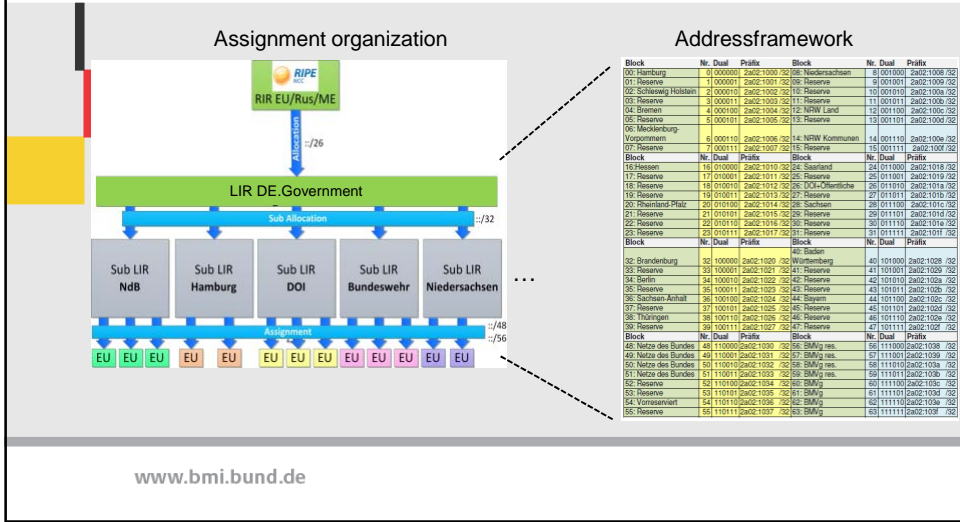 Assignment organization
Addressframework
RIPE
NCC
RIR EU/Rus/ME
Allocation
::/26
LIR DE.Government
Sub Allocation
::/32
Sub LIR
NdB
Sub LIR
Hamburg
Sub LIR
DOI
Sub LIR
Bundeswehr
Sub LIR
Niedersachsen
...
Assignment
::/48
::/56
EU EU EU EU EU EU EU EU EU EU EU EU EU
Block Nr. Dual Präfix Block Nr. Dual Präfix
00: Hamburg 0 000000 2a02:1000 /32 08: Niedersachsen 8 001000 2a02:1008 /32
01: Reserve 1 000001 2a02:1001 /32 09: Reserve 9 001001 2a02:1009 /32
02: Schleswig Holstein 2 000010 2a02:1002 /32 10: Reserve 10 001010 2a02:100a /32
03: Reserve 3 000011 2a02:1003 /32 11: Reserve 11 001011 2a02:100b /32
04: Bremen 4 000100 2a02:1004 /32 12: NRW Land 12 001100 2a02:100c /32
05: Reserve 5 000101 2a02:1005 /32 13: Reserve 13 001101 2a02:100d /32
06: Mecklenburg-
Vorpommern 6 000110 2a02:1006 /32 14: NRW Kommunen 14 001110 2a02:100e /32
07: Reserve 7 000111 2a02:1007 /32 15: Reserve 15 001111 2a02:100f /32
Block Nr. Dual Präfix Block Nr. Dual Präfix
16:Hessen 16 010000 2a02:1010 /32 24: Saarland 24 011000 2a02:1018 /32
17: Reserve 17 010001 2a02:1011 /32 25: Reserve 25 011001 2a02:1019 /32
18: Reserve 18 010010 2a02:1012 /32 26: DOI+Öffentliche 26 011010 2a02:101a /32
19: Reserve 19 010011 2a02:1013 /32 27: Reserve 27 011011 2a02:101b /32
20: Rheinland-Pfalz 20 010100 2a02:1014 /32 28: Sachsen 28 011100 2a02:101c /32
21: Reserve 21 010101 2a02:1015 /32 29: Reserve 29 011101 2a02:101d /32
22: Reserve 22 010110 2a02:1016 /32 30: Reserve 30 011110 2a02:101e /32
23: Reserve 23 010111 2a02:1017 /32 31: Reserve 31 011111 2a02:101f /32
Block Nr. Dual Präfix Block Nr. Dual Präfix
40: Baden
32: Brandenburg 32 100000 2a02:1020 /32 Württemberg 40 101000 2a02:1028 /32
33: Reserve 33 100001 2a02:1021 /32 41: Reserve 41 101001 2a02:1029 /32
34: Berlin 34 100010 2a02:1022 /32 42: Reserve 42 101010 2a02:102a /32
35: Reserve 35 100011 2a02:1023 /32 43: Reserve 43 101011 2a02:102b /32
36: Sachsen-Anhalt 36 100100 2a02:1024 /32 44: Bayern 44 101100 2a02:102c /32
37: Reserve 37 100101 2a02:1025 /32 45: Reserve 45 101101 2a02:102d /32
38: Thüringen 38 100110 2a02:1026 /32 46: Reserve 46 101110 2a02:102e /32
39: Reserve 39 100111 2a02:1027 /32 47: Reserve 47 101111 2a02:102f /32
Block Nr. Dual Präfix Block Nr. Dual Präfix
48: Netze des Bundes 48 110000 2a02:1030 /32 56: BMVg res. 56 111000 2a02:1038 /32
49: Netze des Bundes 49 110001 2a02:1031 /32 57: BMVg res. 57 111001 2a02:1039 /32
50: Netze des Bundes 50 110010 2a02:1032 /32 58: BMVg res. 58 111010 2a02:103a /32
51: Netze des Bundes 51 110011 2a02:1033 /32 59: BMVg res. 59 111011 2a02:103b /32
52: Reserve 52 110100 2a02:1034 /32 60: BMVg 60 111100 2a02:103c /32
53: Reserve 53 110101 2a02:1035 /32 61: BMVg 61 111101 2a02:103d /32
54: Vorreserviert 54 110110 2a02:1036 /32 62: BMVg 62 111110 2a02:103e /32
55: Reserve 55 110111 2a02:1037 /32 63: BMVg 63 111111 2a02:103f /32
www.bmi.bund.de